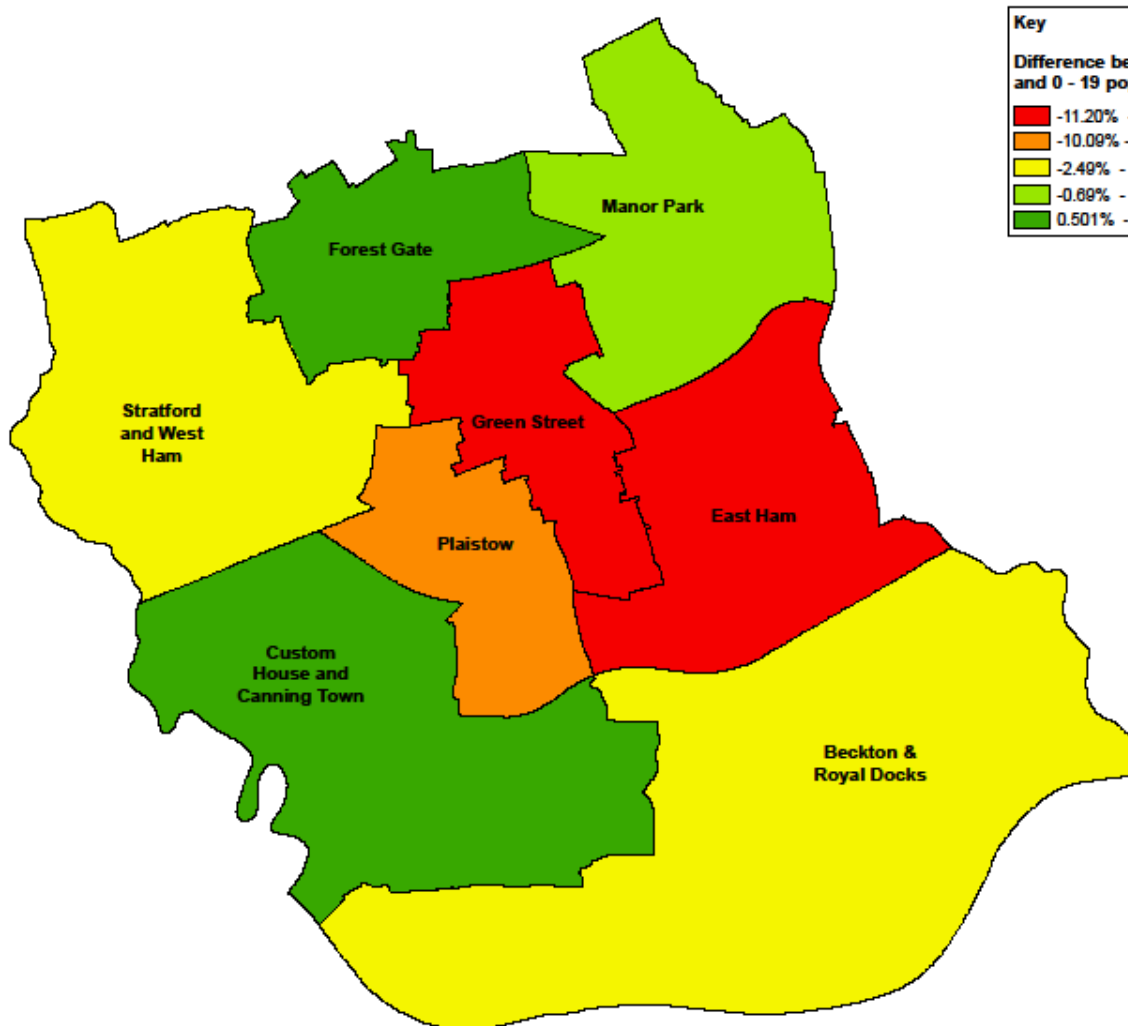 Key
Difference be
and 0 - 19 po
-11.20% -
-10.09% -
-2.49% -
-0.69% -
0.501% -
Manor Park
Forest Gate
Stratford
and West
Ham
Green Street
East Ham
Plaistow
Custom
House and
Canning Town
Beckton &
Royal Docks